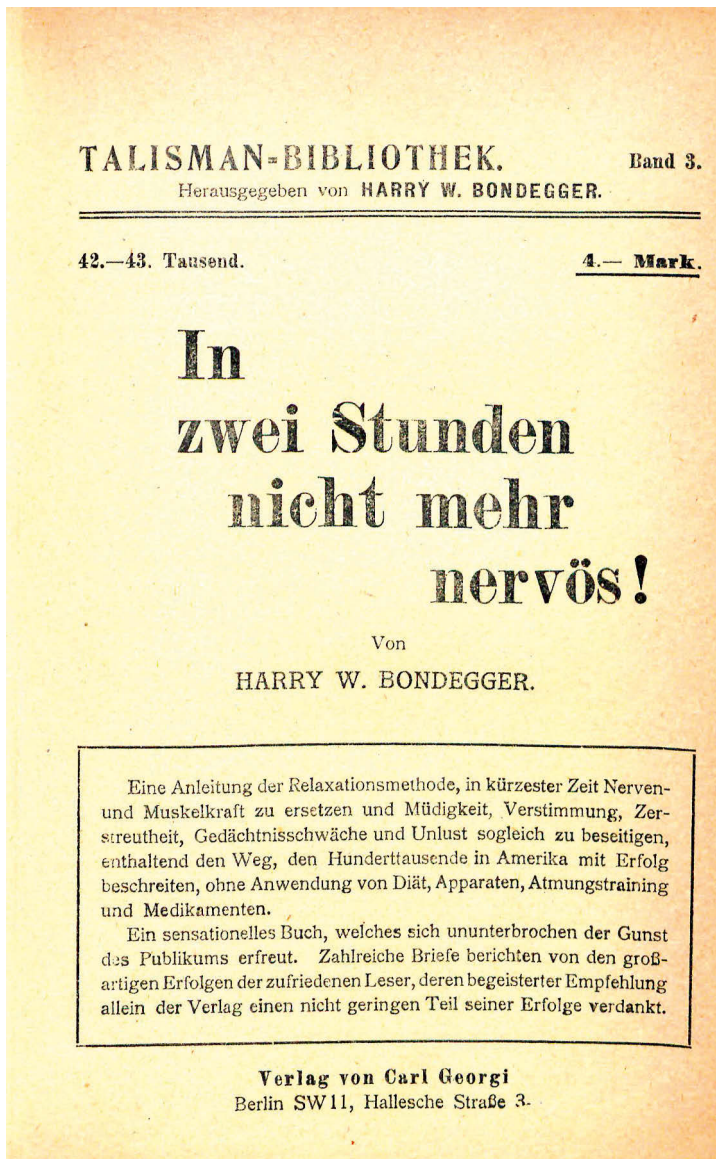 TALISMAN-BIBLIOTHEK. Band 3.
Herausgegeben von HARRY W. BONDEGGER.
42.—43. Tausend. 4.— Mark.
In
zwei Stunden
nicht mehr
nervös!
Von
HARRY W. BONDEGGER.
Eine Anleitung der Relaxationsmethode, in kürzester Zeit Nerven-
und Muskelkraft zu ersetzen und Müdigkeit, Verstimmung, Zer-
streutheit, Gedächtnisschwäche und Unlust sogleich zu beseitigen,
enthaltend den Weg, den Hunderttausende in Amerika mit Erfolg
beschreiten, ohne Anwendung von Diät, Apparaten, Atmungstraining
und Medikamenten.
Ein sensationelles Buch, welches sich ununterbrochen der Gunst
des Publikums erfreut. Zahlreiche Briefe berichten von den groß-
artigen Erfolgen der zufriedenen Leser, deren begeisterter Empfehlung
allein der Verlag einen nicht geringen Teil seiner Erfolge verdankt.
Verlag von Carl Georgi
Berlin SW11, Hallesche Straße 3.